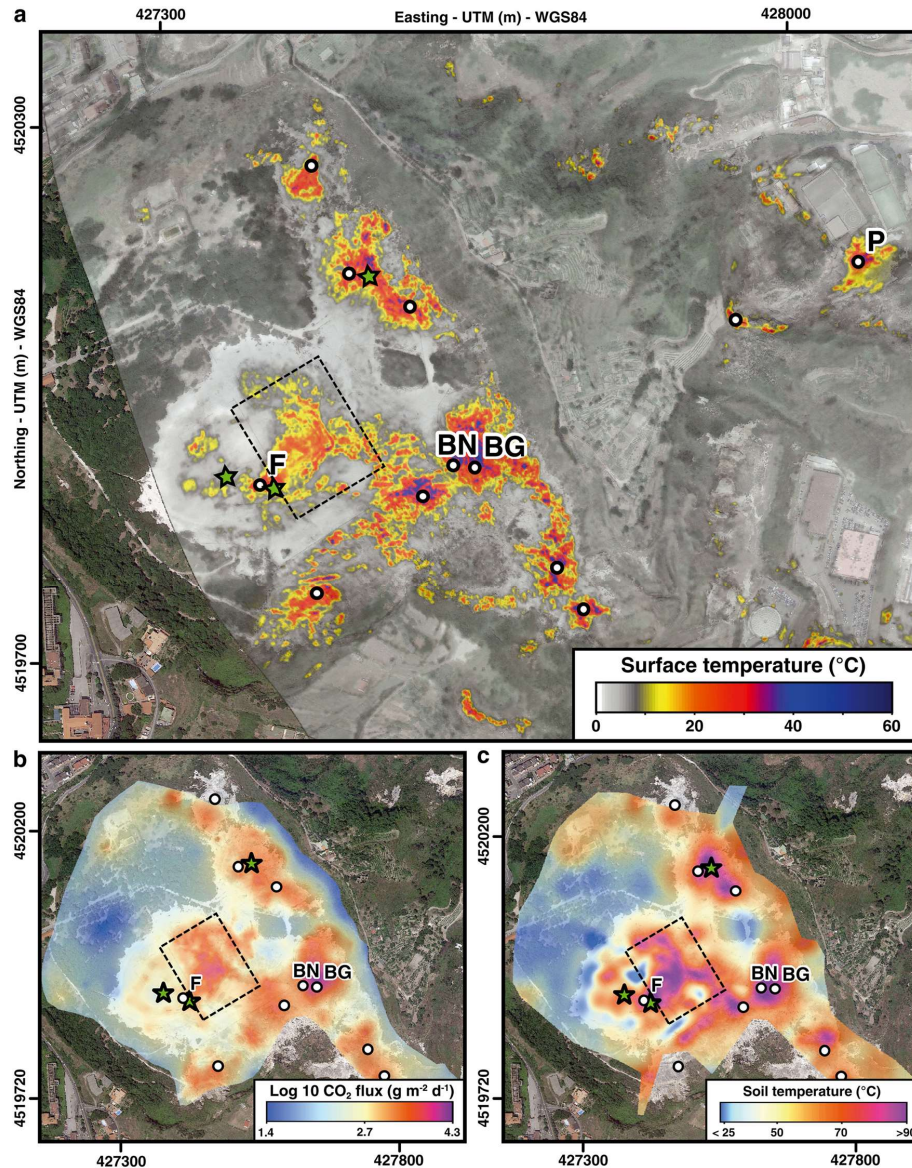 a
427300
Easting - UTM (m) - WGS84
428000
4520300
Northing - UTM (m) - WGS84
4519700
P
BN BG
F
Surface temperature (°C)
0 20 40 60
b
4520200
4519720
BN BG
F
Log 10 CO₂ flux (g m⁻² d⁻¹)
1.4 2.7 4.3
427300 427800
c
4520200
4519720
BN BG
F
Soil temperature (°C)
< 25 50 70 >90
427300 427800